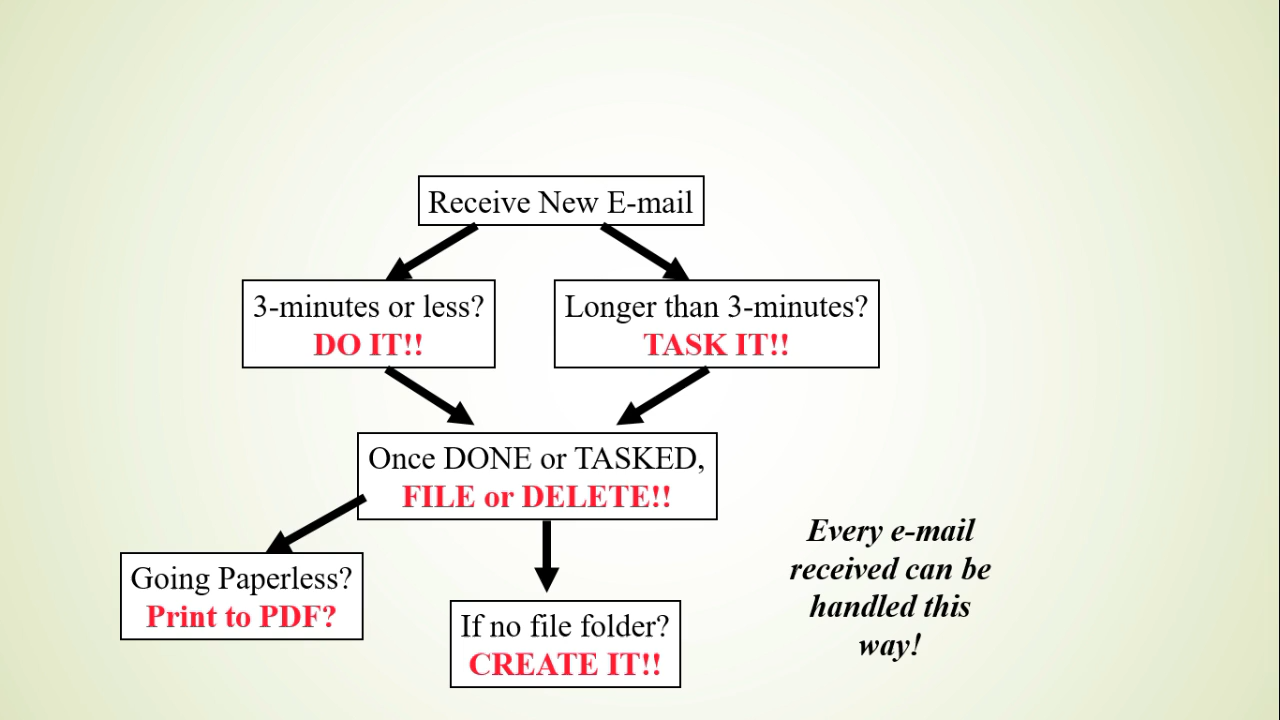 Receive New E-mail
3-minutes or less?
DO IT!!
Longer than 3-minutes?
TASK IT!!
Once DONE or TASKED,
FILE or DELETE!!
Going Paperless?
Print to PDF?
If no file folder?
CREATE IT!!
Every e-mail
received can be
handled this
way!